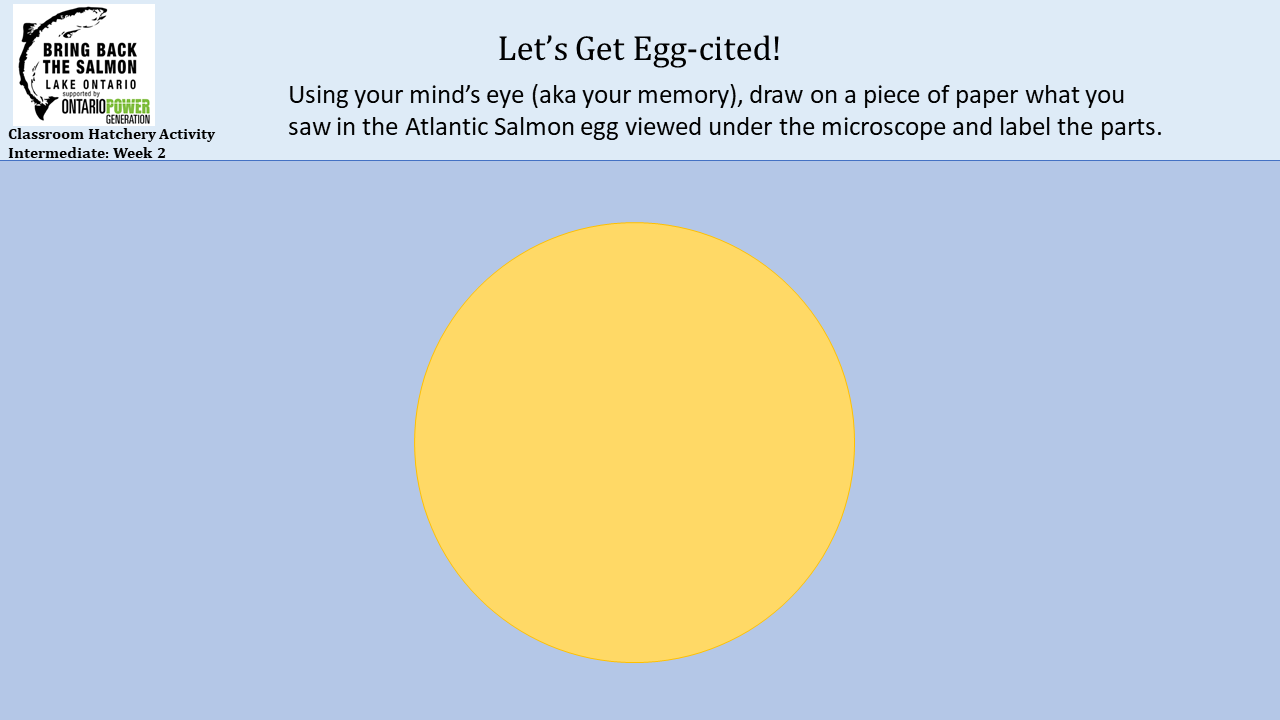 BRING BACK
THE SALMON
LAKE ONTARIO
supported by
ONTARIOPOWER
GENERATION
Classroom Hatchery Activity
Intermediate: Week 2
Let's Get Egg-cited!
Using your mind's eye (aka your memory), draw on a piece of paper what you
saw in the Atlantic Salmon egg viewed under the microscope and label the parts.